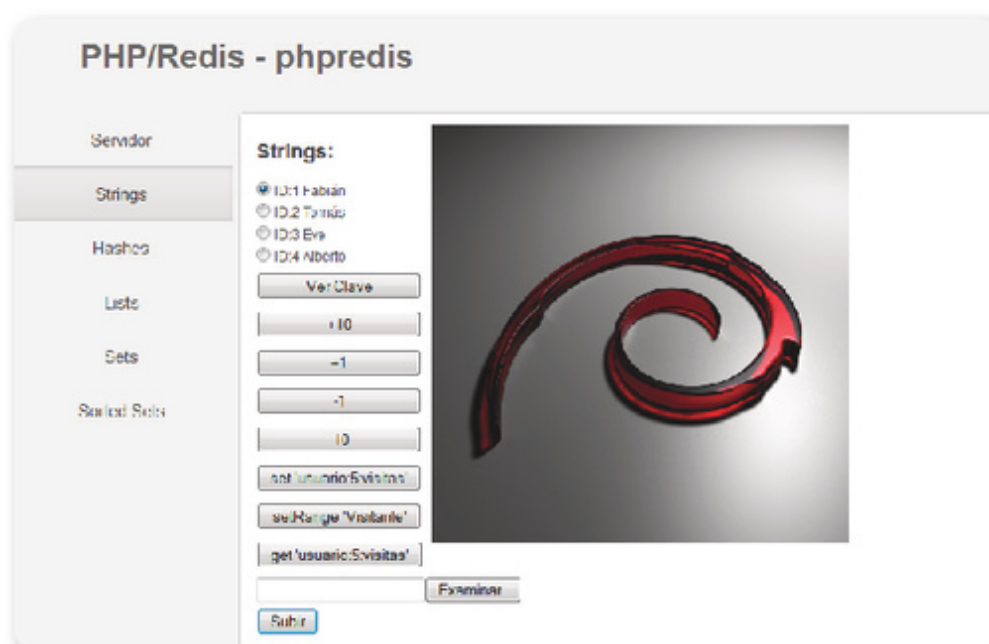 PHP/Redis - phpredis
Servidor
Strings
Hashes
Lists
Sets
Sorted Sets
Strings:
ID:1 Fabián
ID:2 Tomás
ID:3 Eva
ID:4 Alberto
Ver Clave
+10
+1
-1
-10
set 'usuario:5:visitas'
setRange 'Visitante'
get 'usuario:5:visitas'
Examinar...
Subir